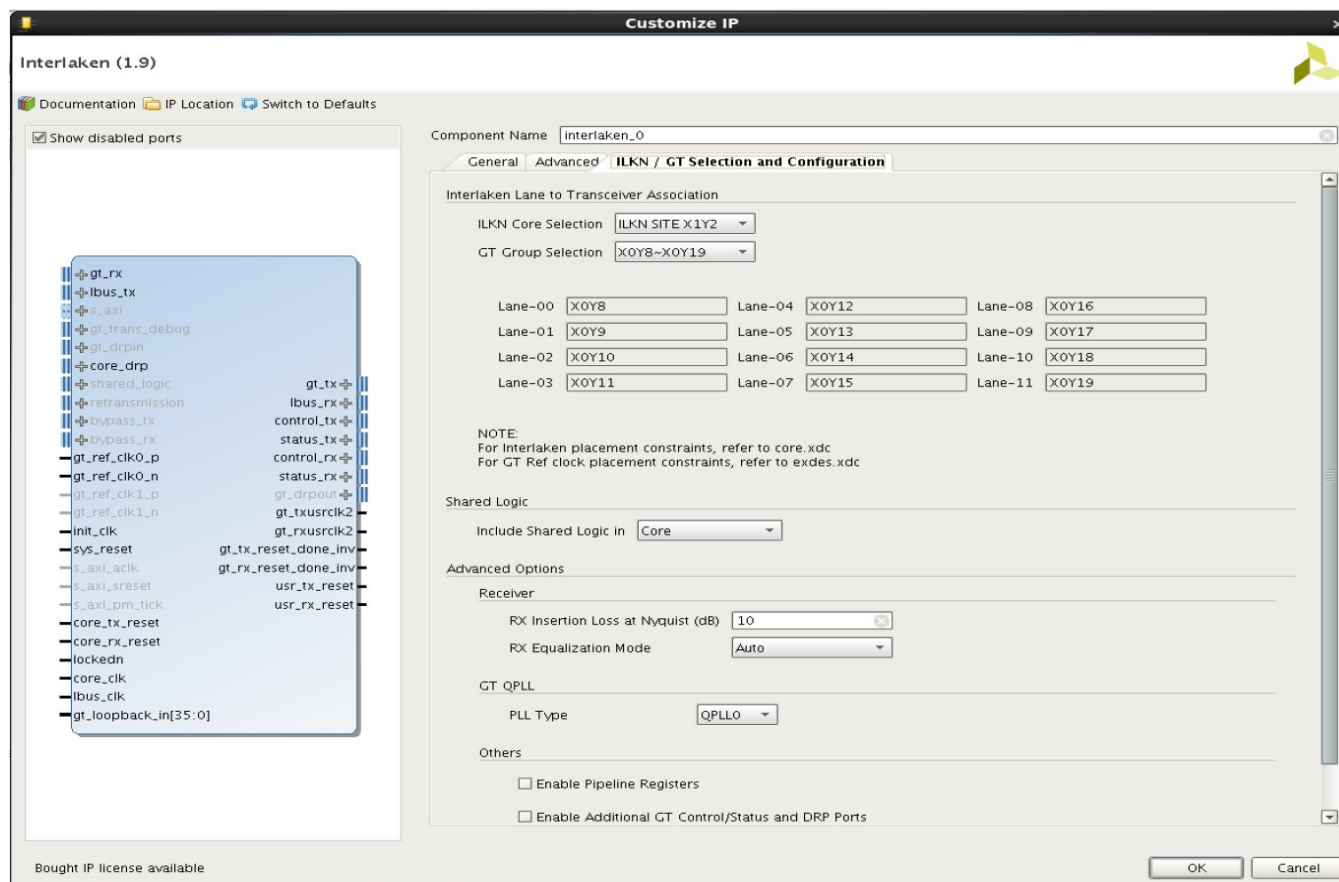 Customize IP
Interlaken (1.9)
Documentation IP Location Switch to Defaults
Show disabled ports
gt_rx
lbus_tx
s_axi
gt_trans_debug
gt_drpin
core_drp
shared_logic gt_tx
retransmission lbus_rx
bypass_tx control_tx
bypass_rx status_tx
gt_ref_clk0_p control_rx
gt_ref_clk0_n status_rx
gt_ref_clk1_p gt_drpout
gt_ref_clk1_n gt_txusrclk2
init_clk gt_rxusrclk2
sys_reset gt_tx_reset_done_inv
s_axi_aclk gt_rx_reset_done_inv
s_axi_sreset usr_tx_reset
s_axi_pm_tick usr_rx_reset
core_tx_reset
core_rx_reset
lockedn
core_clk
lbus_clk
gt_loopback_in[35:0]
Component Name interlaken_0
General Advanced ILKN / GT Selection and Configuration
Interlaken Lane to Transceiver Association
ILKN Core Selection ILKN SITE X1Y2
GT Group Selection X0Y8~X0Y19
Lane-00 X0Y8 Lane-04 X0Y12 Lane-08 X0Y16
Lane-01 X0Y9 Lane-05 X0Y13 Lane-09 X0Y17
Lane-02 X0Y10 Lane-06 X0Y14 Lane-10 X0Y18
Lane-03 X0Y11 Lane-07 X0Y15 Lane-11 X0Y19
NOTE:
For Interlaken placement constraints, refer to core.xdc
For GT Ref clock placement constraints, refer to exdes.xdc
Shared Logic
Include Shared Logic in Core
Advanced Options
Receiver
RX Insertion Loss at Nyquist (dB) 10
RX Equalization Mode Auto
GT QPLL
PLL Type QPLL0
Others
Enable Pipeline Registers
Enable Additional GT Control/Status and DRP Ports
Bought IP license available
OK Cancel